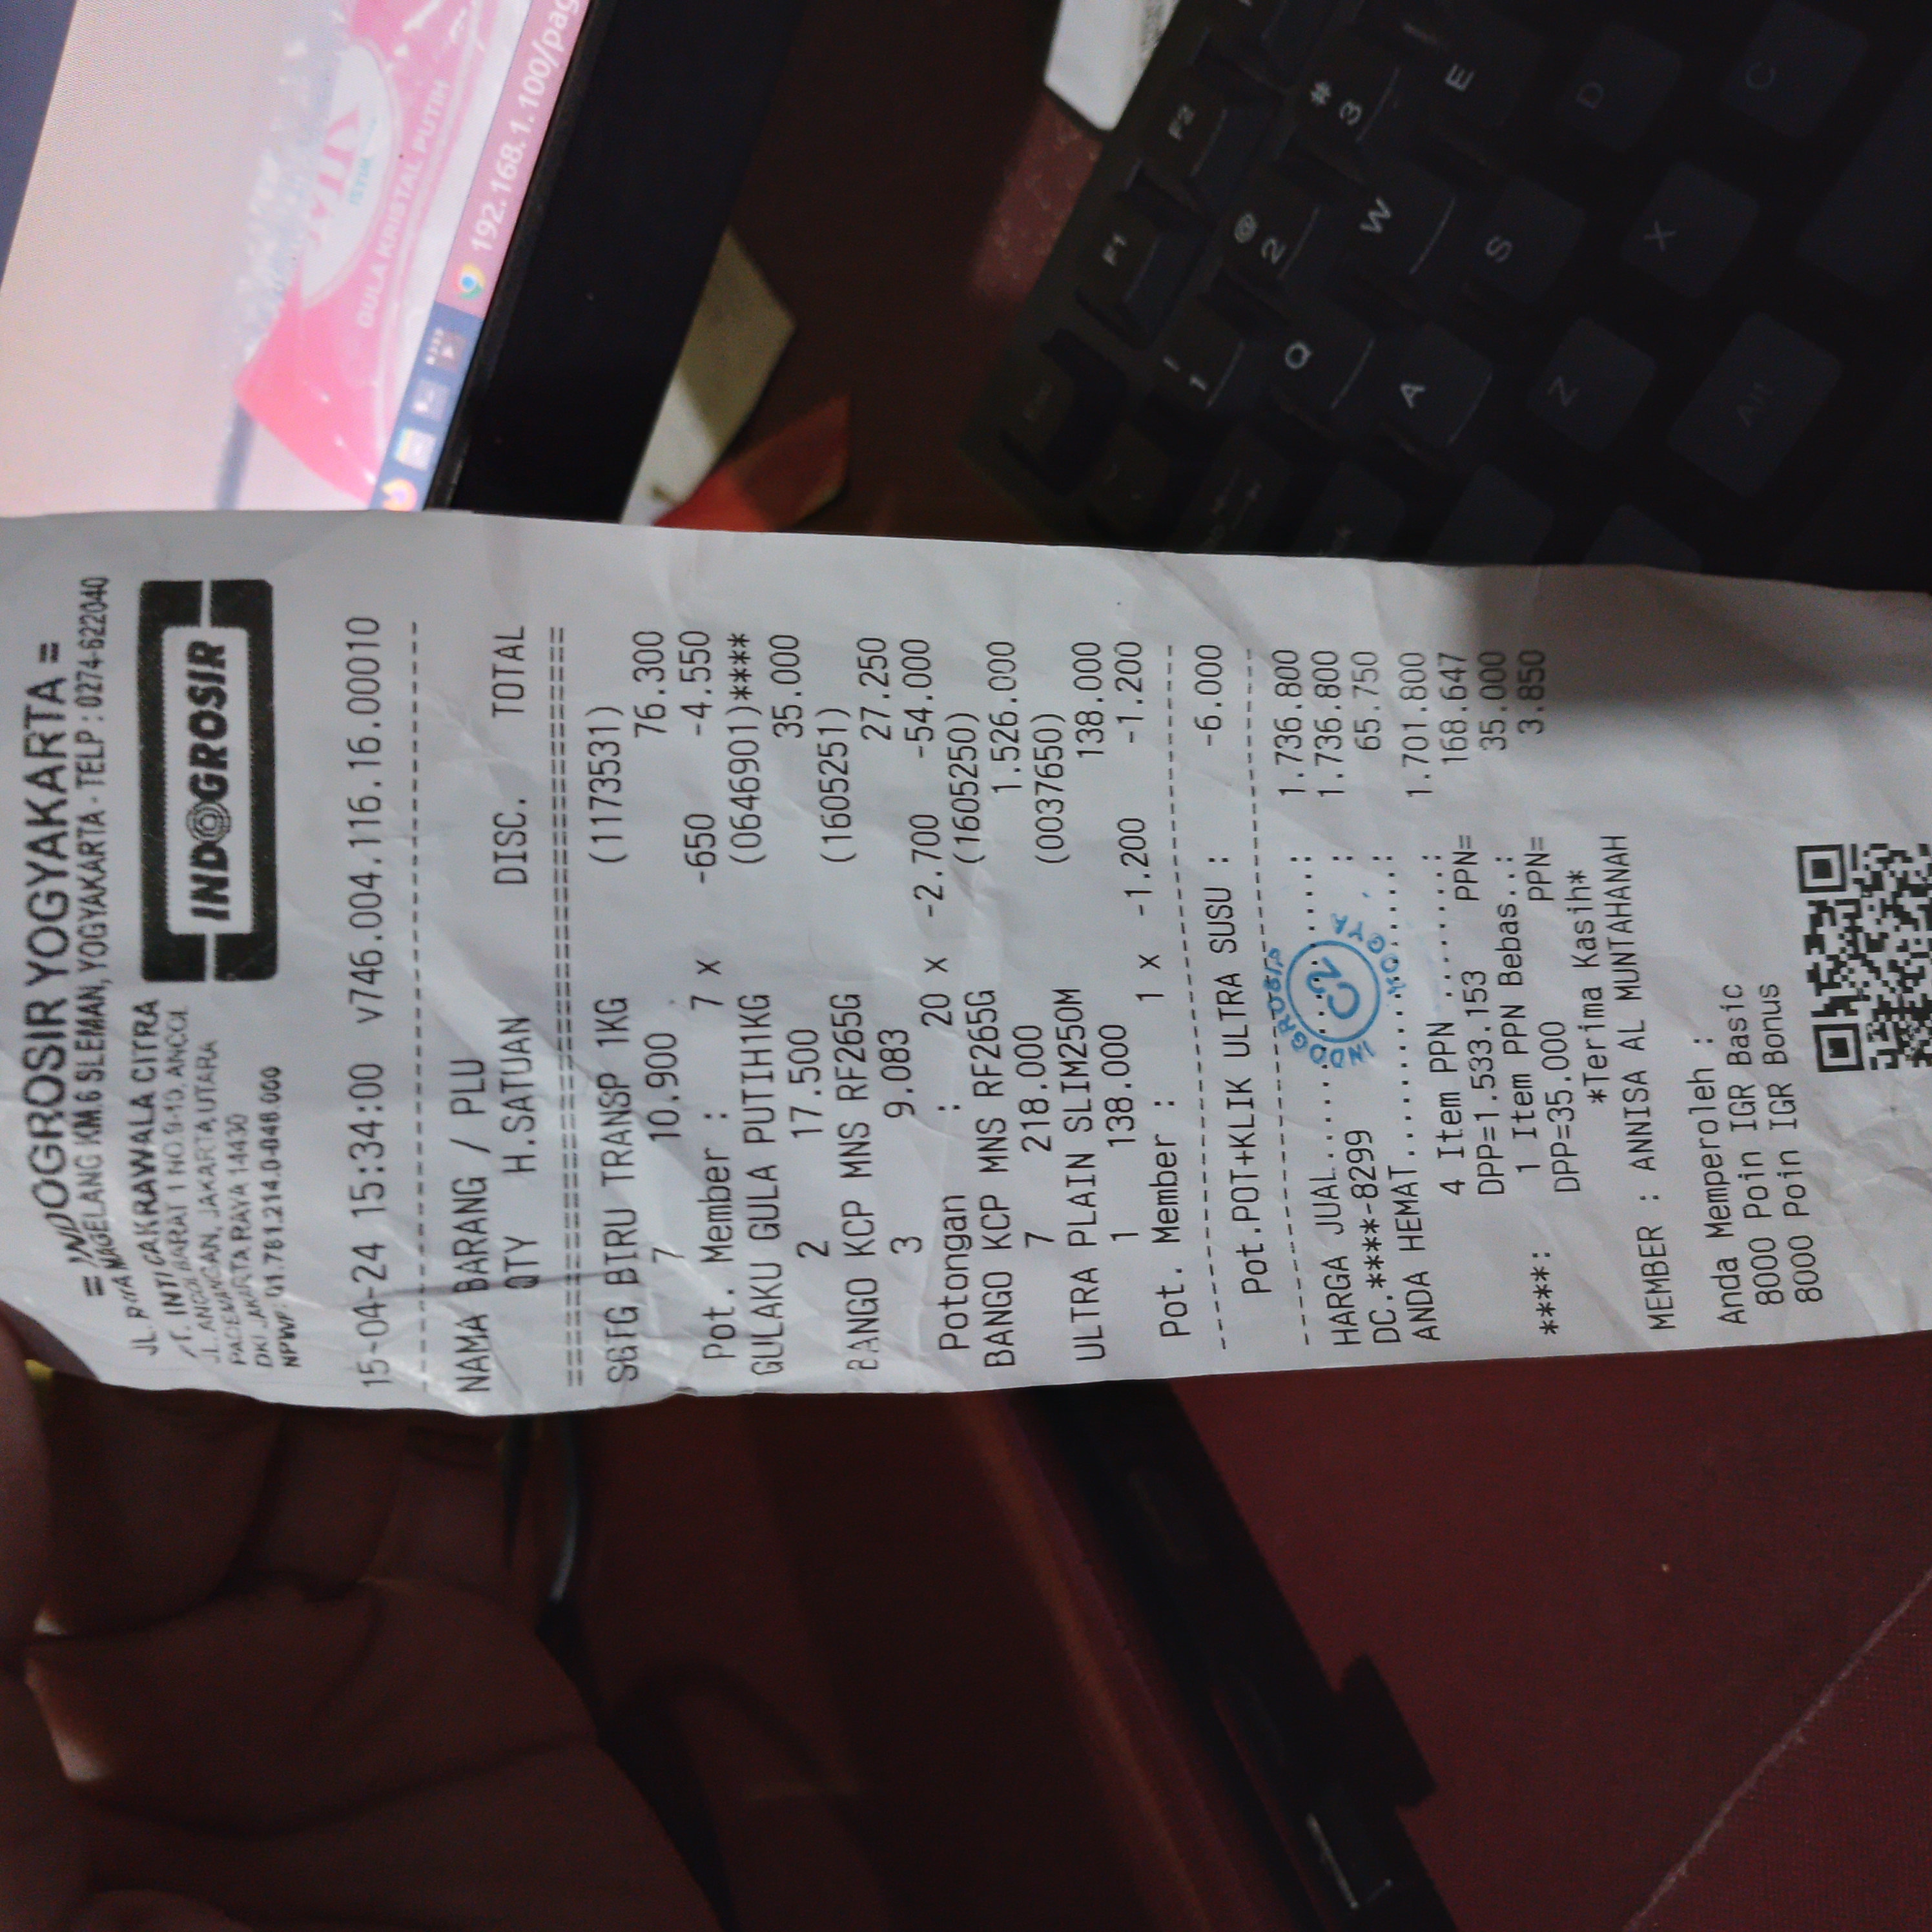 = INDOGROSIR YOGYAKARTA =
JL. RAYA MAGELANG KM.6 SLEMAN, YOGYAKARTA - TELP : 0274-622040
PT. INTI CAKRAWALA CITRA
JL. ANCOL BARAT 1 NO.9-10, ANCOL
PADEMANGAN, JAKARTA UTARA
DKI JAKARTA RAYA 14430
NPWP: 01.781.214.0-046.000
INDOGROSIR
15-04-24 15:34:00 v746.004.116.16.00010
NAMA BARANG / PLU
QTY H.SATUAN DISC. TOTAL
SGTG BIRU TRANSP 1KG (1173531)
7 10.900 76.300
Pot. Member : 7 x -650 -4.550
GULAKU GULA PUTIH1KG (0646901)****
2 17.500 35.000
BANGO KCP MNS RF265G (1605251)
3 9.083 27.250
Potongan : 20 x -2.700 -54.000
BANGO KCP MNS RF265G (1605250)
7 218.000 1.526.000
ULTRA PLAIN SLIM250M (0037650)
1 138.000 138.000
Pot. Member : 1 x -1.200 -1.200
Pot.POT+KLIK ULTRA SUSU : -6.000
HARGA JUAL...................: 1.736.800
DC.****-8299 : 1.736.800
ANDA HEMAT...................: 65.750
4 Item PPN ........: 1.701.800
DPP=1.533.153 PPN= 168.647
****: 1 Item PPN Bebas..: 35.000
DPP=35.000 PPN= 3.850
*Terima Kasih*
MEMBER : ANNISA AL MUNTAHANAH
Anda Memperoleh :
8000 Poin IGR Basic
8000 Poin IGR Bonus
INDOGROSIR
C2
YOGYA
GULA KRISTAL PUTIH
192.168.1.100/pag
F1
F2
!
1
@
2
#
3
Q
W
E
A
S
D
Z
X
C
Alt